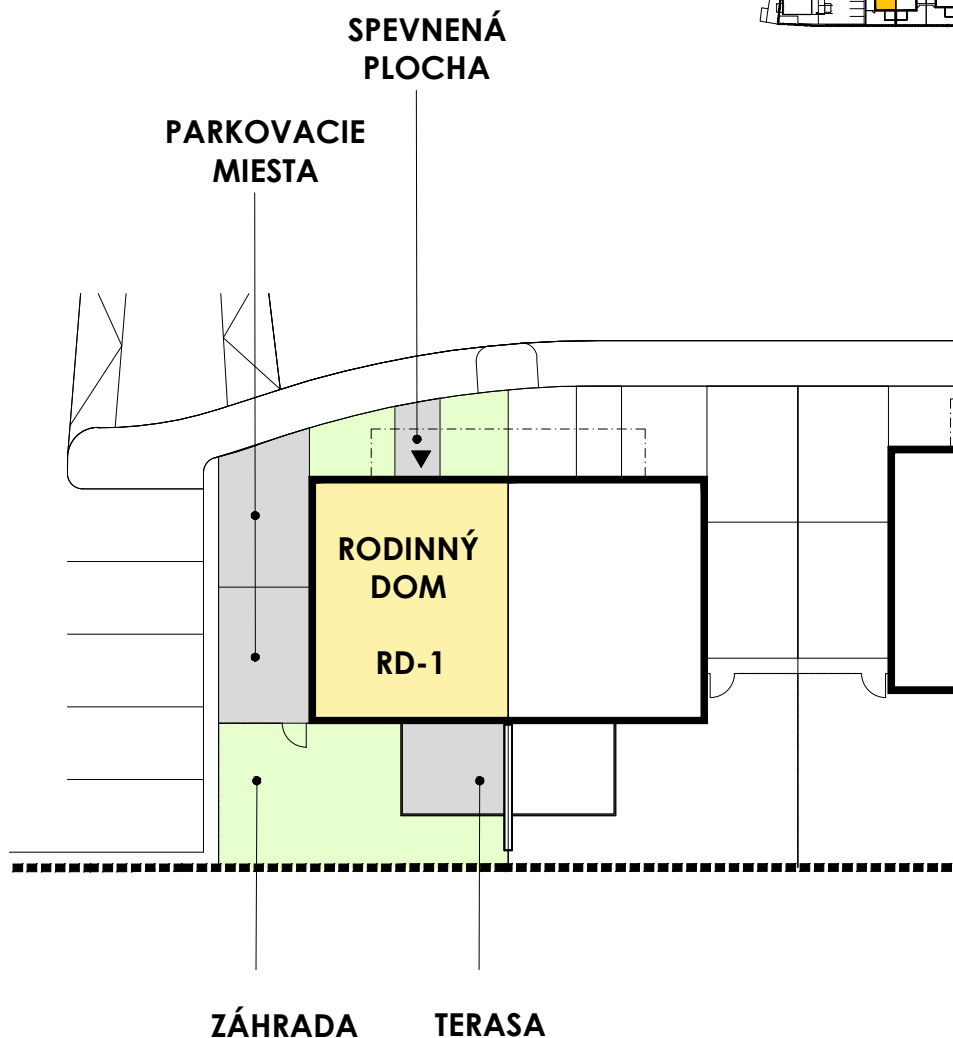 SPEVNENÁ
PLOCHA
PARKOVACIE
MIESTA
RODINNÝ
DOM
RD-1
ZÁHRADA
TERASA